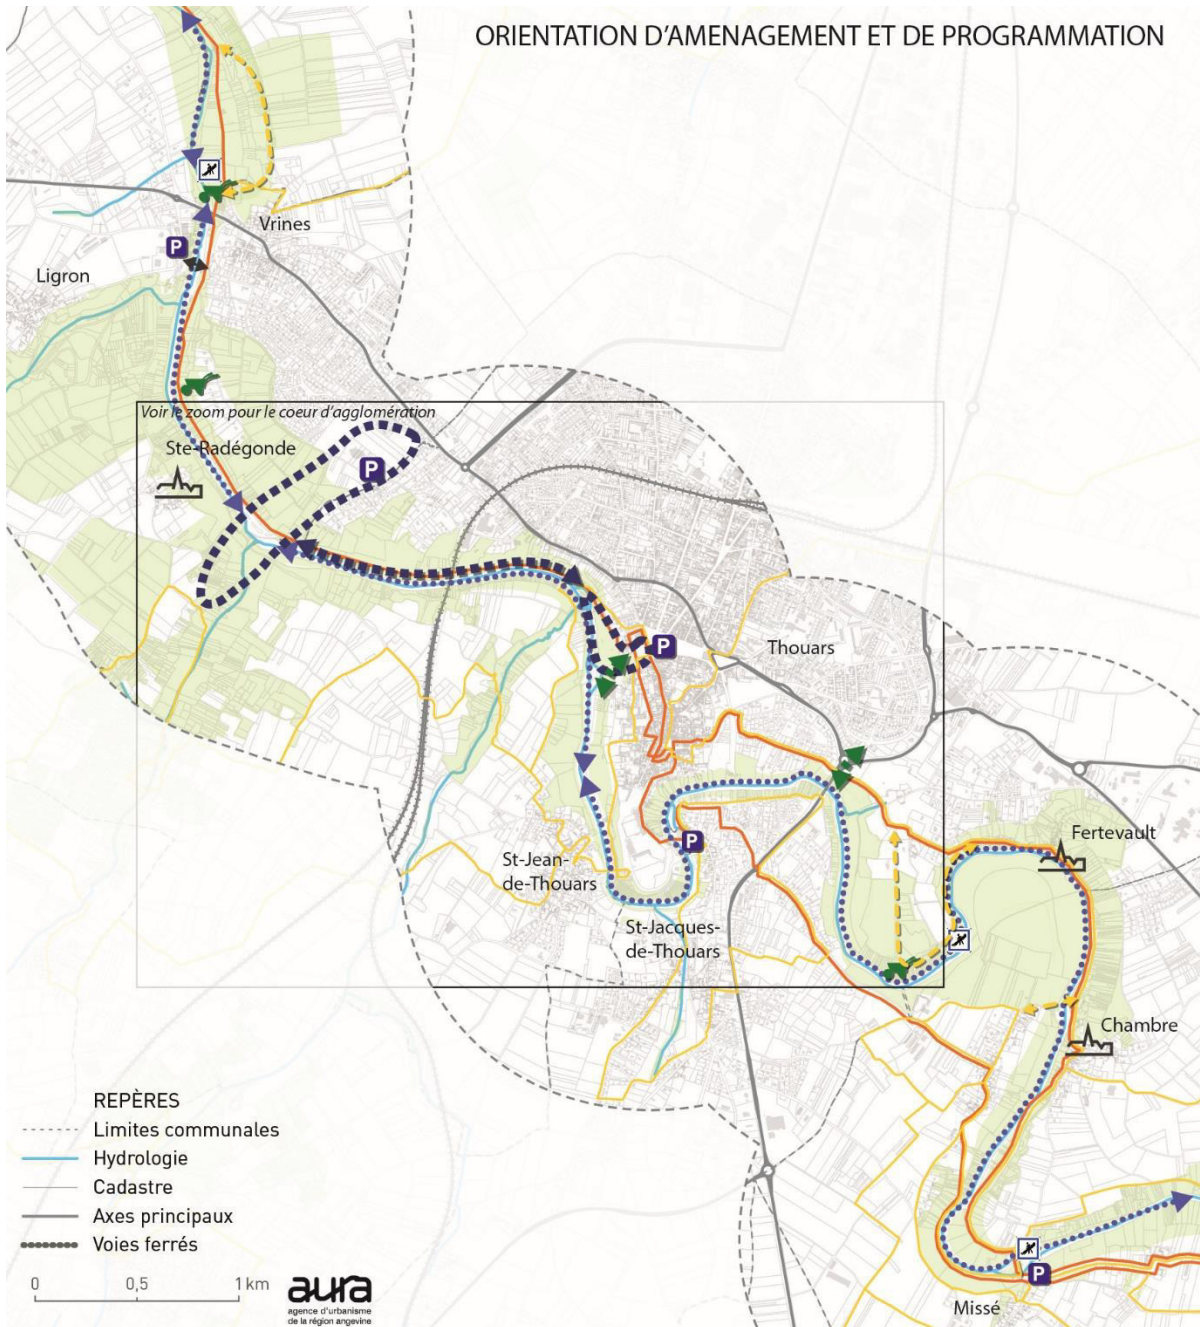 ORIENTATION D'AMENAGEMENT ET DE PROGRAMMATION
Vrines
P
Ligron
Voir le zoom pour le coeur d'agglomération
Ste-Radégonde
P
P
Thouars
P
Fertevault
St-Jean-
de-Thouars
St-Jacques-
de-Thouars
Chambre
REPÈRES
Limites communales
Hydrologie
Cadastre
Axes principaux
Voies ferrés
0 0,5 1 km
aura
agence d'urbanisme
de la région angevine
P
Missé